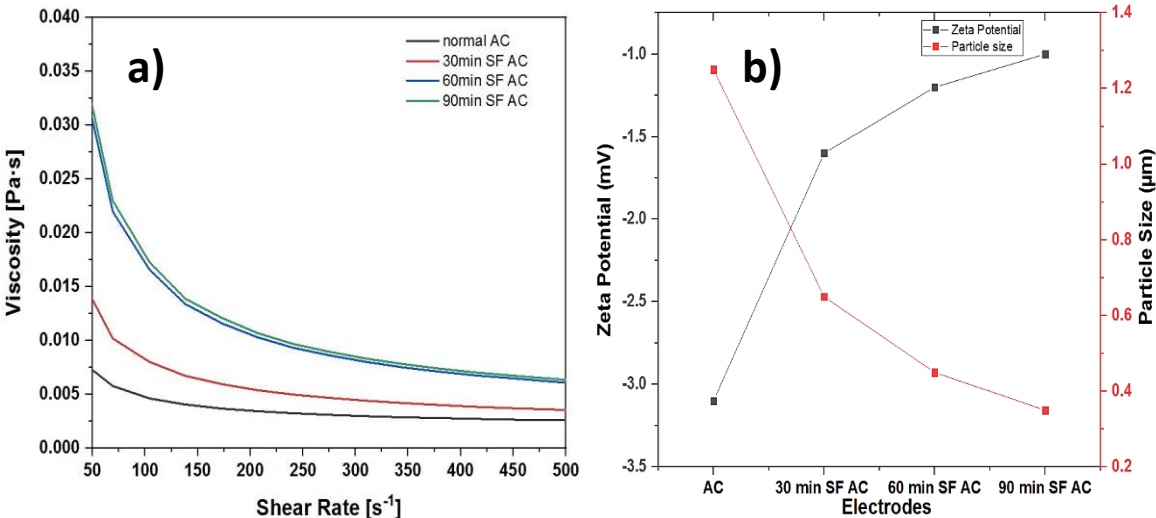 a)
normal AC
30min SF AC
60min SF AC
90min SF AC
Viscosity [Pa·s]
0.040
0.035
0.030
0.025
0.020
0.015
0.010
0.005
0.000
50 100 150 200 250 300 350 400 450 500
Shear Rate [s⁻¹]
b)
Zeta Potential
Particle size
Zeta Potential (mV)
-1.0
-1.5
-2.0
-2.5
-3.0
-3.5
Particle Size (µm)
1.4
1.2
1.0
0.8
0.6
0.4
0.2
AC 30 min SF AC 60 min SF AC 90 min SF AC
Electrodes